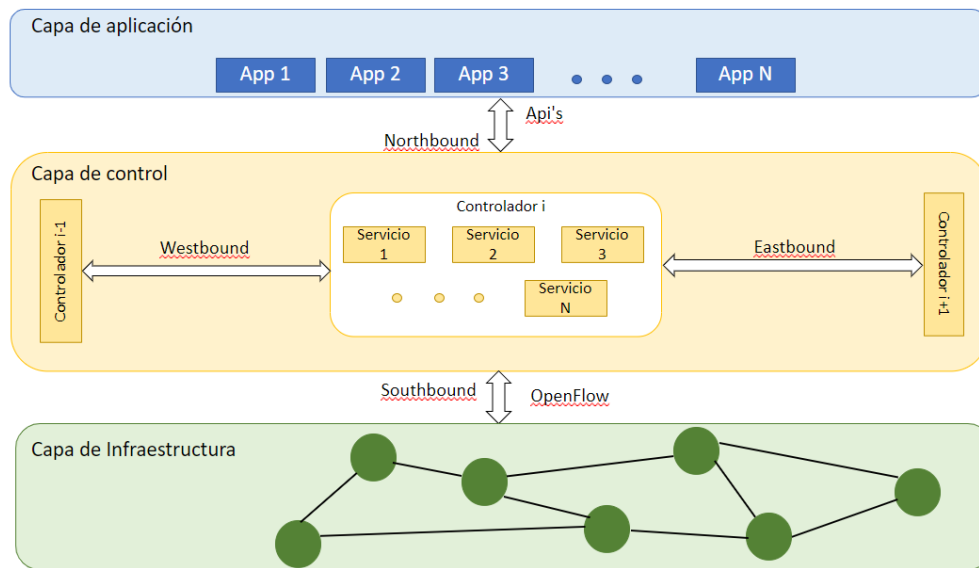 Capa de aplicación
App 1
App 2
App 3
App N
Api's
Northbound
Capa de control
Controlador i-1
Westbound
Controlador i
Servicio
1
Servicio
2
Servicio
3
Servicio
N
Eastbound
Controlador i+1
Southbound
OpenFlow
Capa de Infraestructura